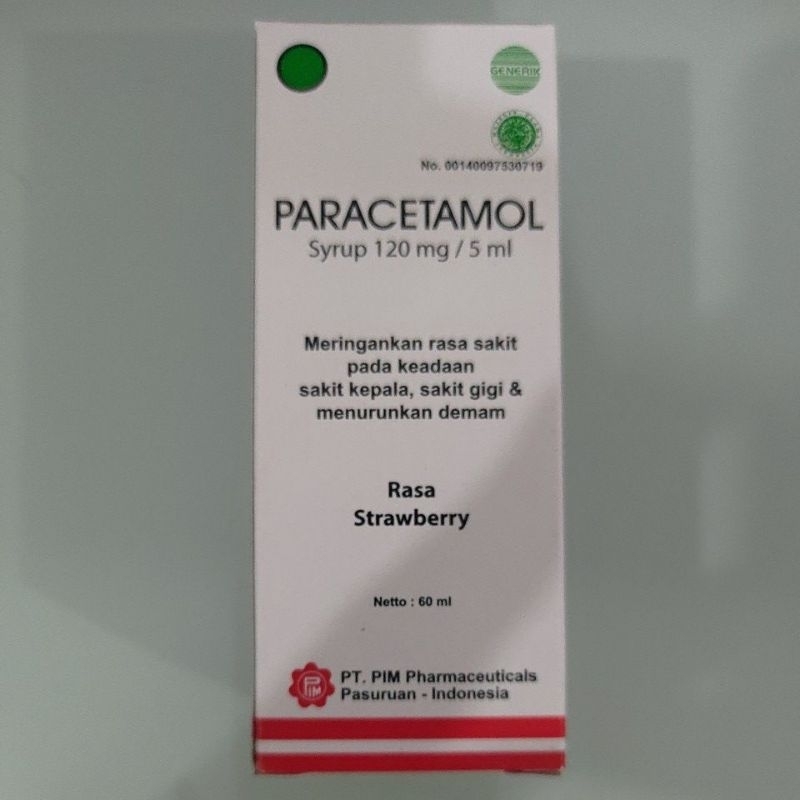 GENERIK
No. 00140097530719
PARACETAMOL
Syrup 120 mg / 5 ml
Meringankan rasa sakit
pada keadaan
sakit kepala, sakit gigi &
menurunkan demam
Rasa
Strawberry
Netto : 60 ml
PIM
PT. PIM Pharmaceuticals
Pasuruan - Indonesia